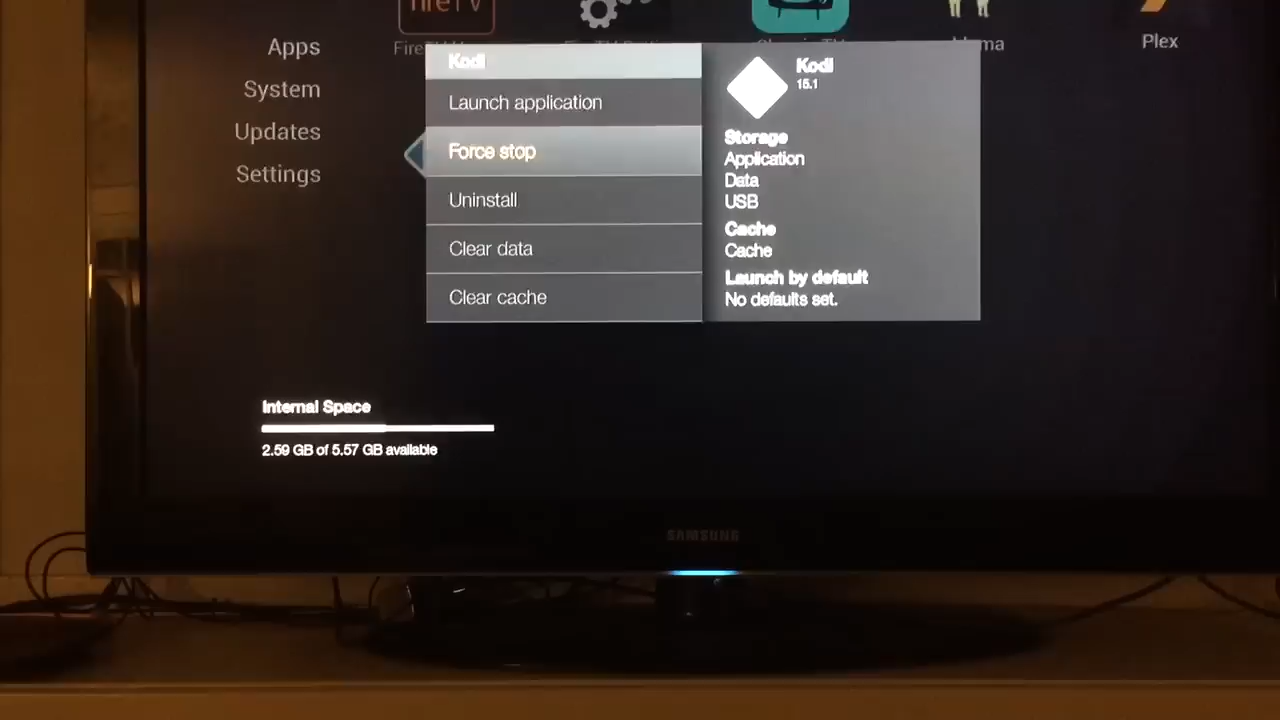 fireTV
Fire
Plex
Apps
System
Updates
Settings
Kodi
Launch application
Force stop
Uninstall
Clear data
Clear cache
Kodi
15.1
Storage
Application
Data
USB
Cache
Cache
Launch by default
No defaults set.
Internal Space
2.59 GB of 5.57 GB available
SAMSUNG